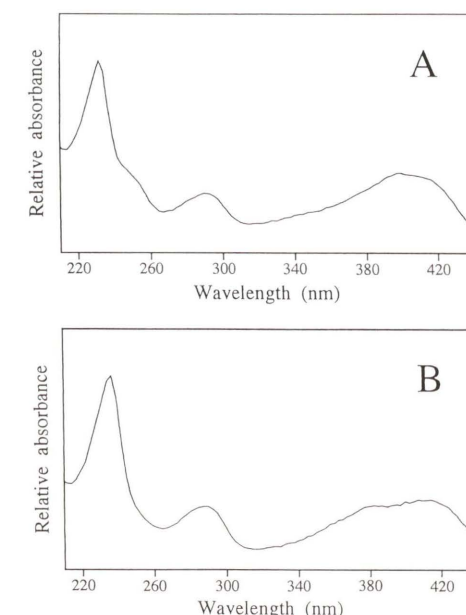 A
Relative absorbance
220 260 300 340 380 420
Wavelength (nm)
B
Relative absorbance
220 260 300 340 380 420
Wavelength (nm)